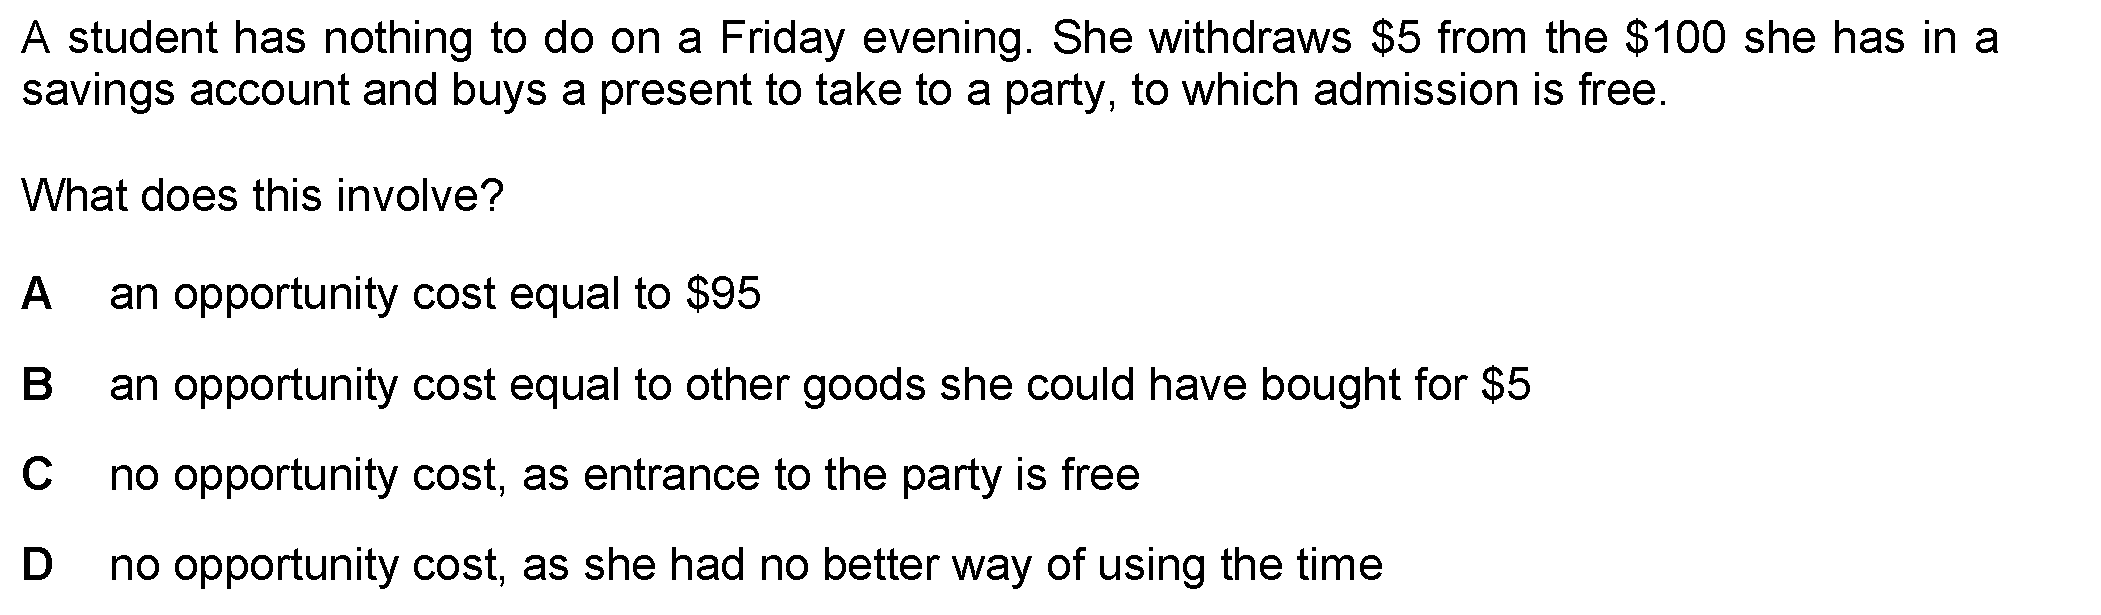 A student has nothing to do on a Friday evening. She withdraws $5 from the $100 she has in a
savings account and buys a present to take to a party, to which admission is free.
What does this involve?
A an opportunity cost equal to $95
B an opportunity cost equal to other goods she could have bought for $5
C no opportunity cost, as entrance to the party is free
D no opportunity cost, as she had no better way of using the time